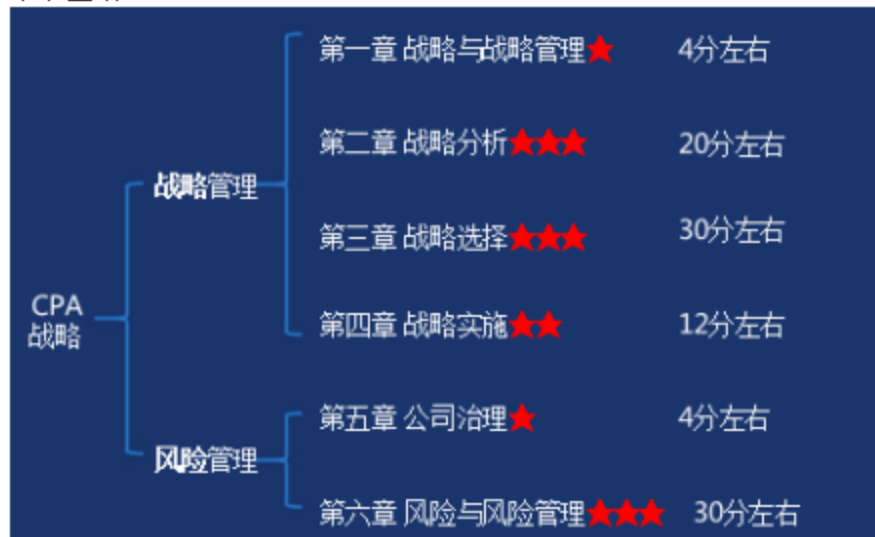 CPA
战略
战略管理
第一章 战略与战略管理★ 4分左右
第二章 战略分析★★★ 20分左右
第三章 战略选择★★★ 30分左右
第四章 战略实施★★ 12分左右
风险管理
第五章 公司治理★ 4分左右
第六章 风险与风险管理★★★ 30分左右